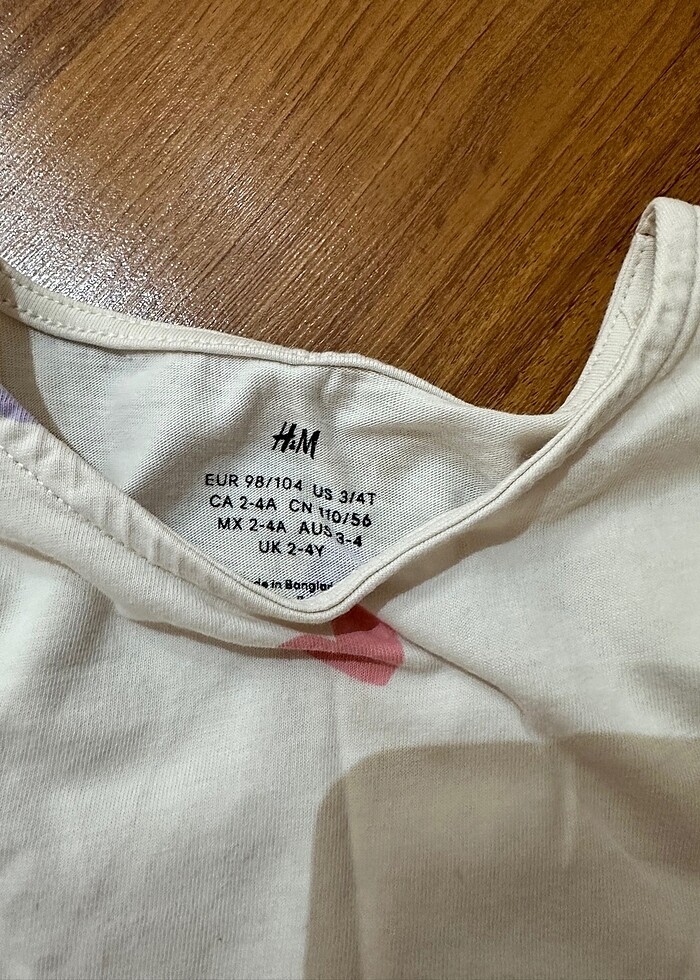 H&M
EUR 98/104 US 3/4T
CA 2-4A CN 110/56
MX 2-4A AUS 3-4
UK 2-4Y
in